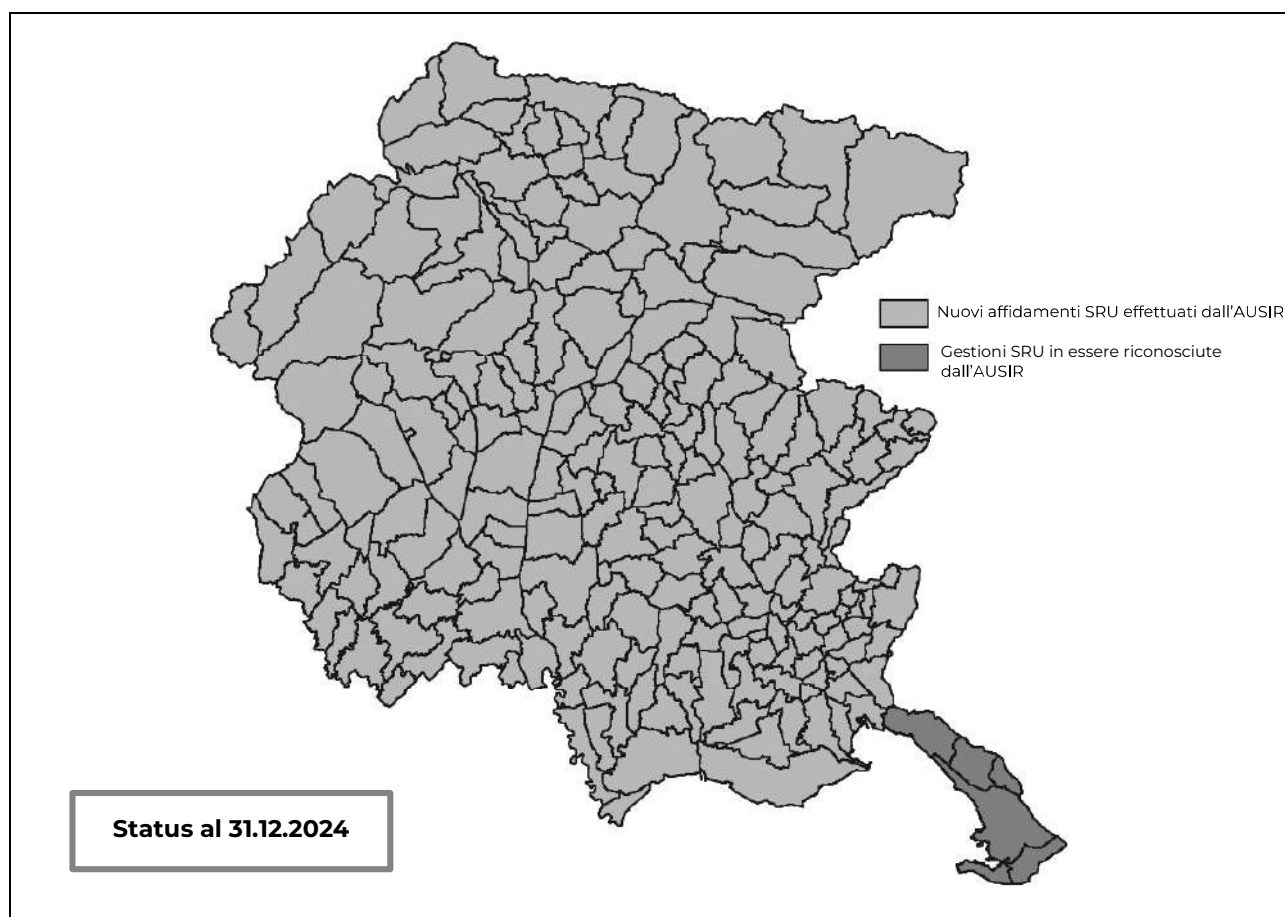 Nuovi affidamenti SRU effettuati dall'AUSIR
Gestioni SRU in essere riconosciute
dall'AUSIR
Status al 31.12.2024